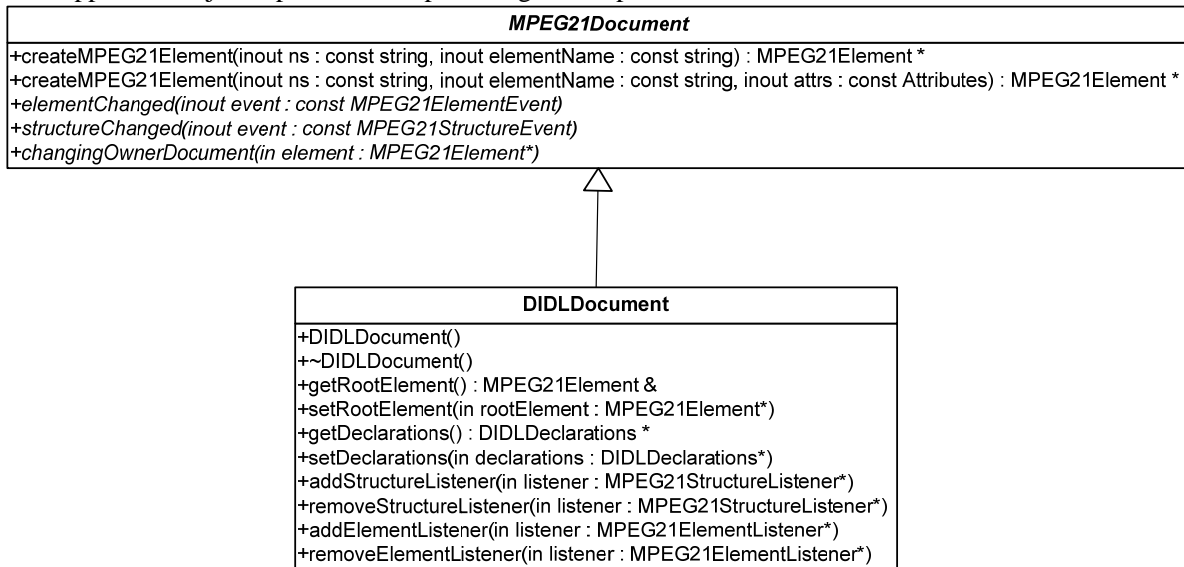 MPEG21Document
+createMPEG21Element(inout ns : const string, inout elementName : const string) : MPEG21Element *
+createMPEG21Element(inout ns : const string, inout elementName : const string, inout attrs : const Attributes) : MPEG21Element *
+elementChanged(inout event : const MPEG21ElementEvent)
+structureChanged(inout event : const MPEG21StructureEvent)
+changingOwnerDocument(in element : MPEG21Element*)
DIDLDocument
+DIDLDocument()
+~DIDLDocument()
+getRootElement() : MPEG21Element &
+setRootElement(in rootElement : MPEG21Element*)
+getDeclarations() : DIDLDeclarations *
+setDeclarations(in declarations : DIDLDeclarations*)
+addStructureListener(in listener : MPEG21StructureListener*)
+removeStructureListener(in listener : MPEG21StructureListener*)
+addElementListener(in listener : MPEG21ElementListener*)
+removeElementListener(in listener : MPEG21ElementListener*)